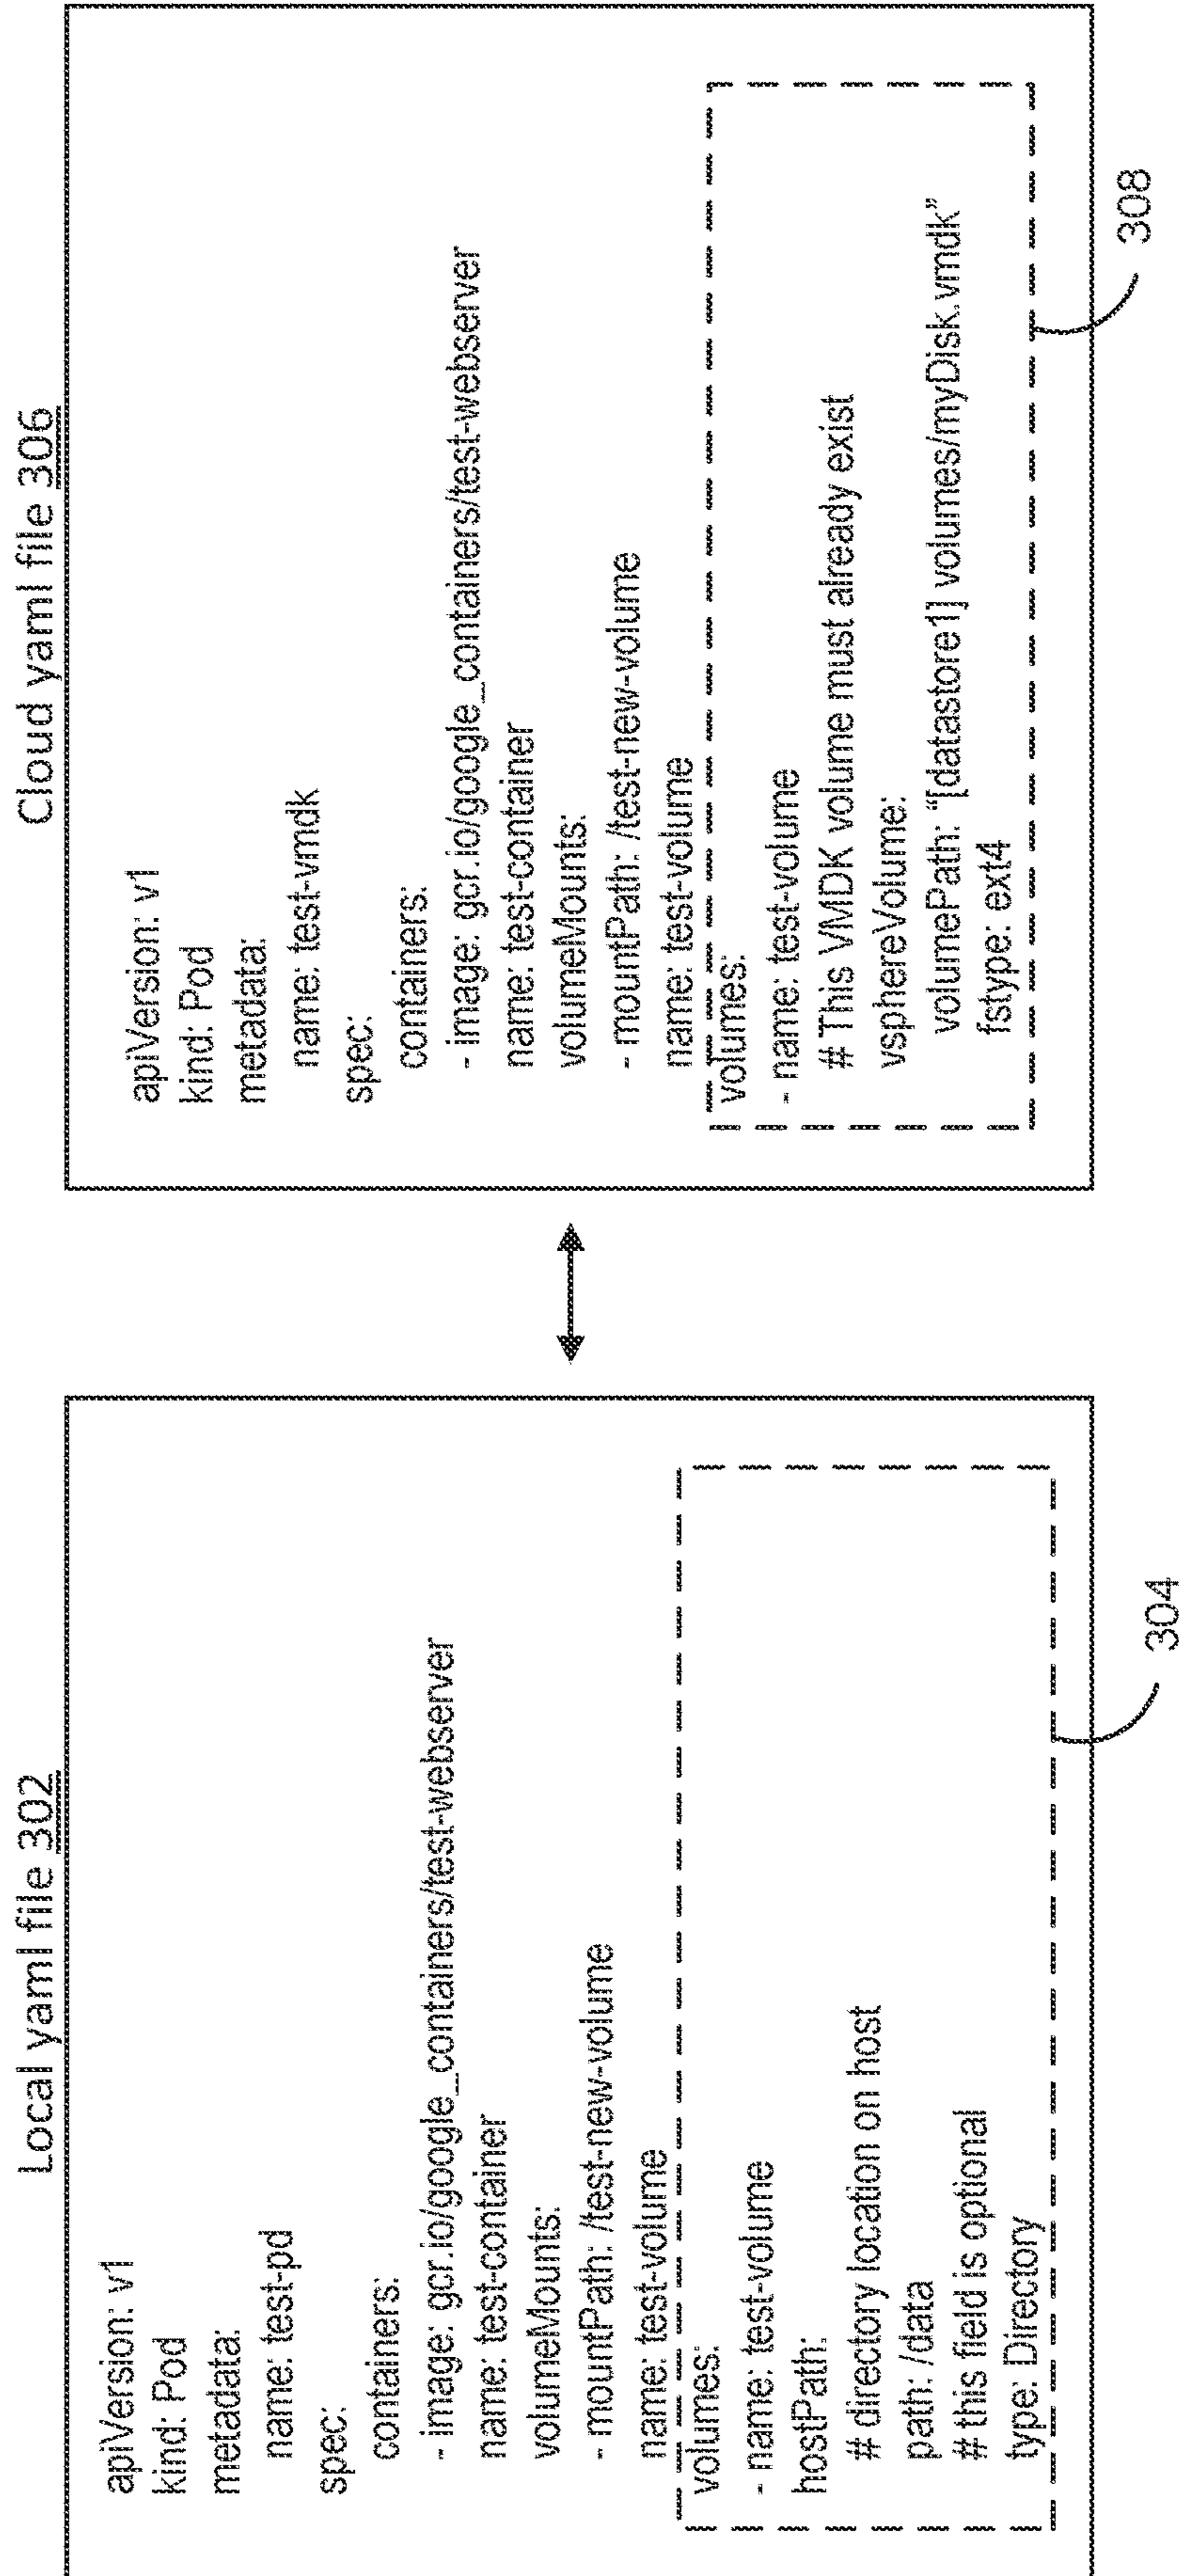 Local yaml file 302
apiVersion: v1
kind: Pod
metadata:
name: test-pd
spec:
containers:
- image: gcr.io/google_containers/test-webserver
name: test-container
volumeMounts:
- mountPath: /test-new-volume
name: test-volume
volumes:
- name: test-volume
hostPath:
# directory location on host
path: /data
# this field is optional
type: Directory
304
Cloud yaml file 306
apiVersion: v1
kind: Pod
metadata:
name: test-vmdk
spec:
containers:
- image: gcr.io/google_containers/test-webserver
name: test-container
volumeMounts:
- mountPath: /test-new-volume
name: test-volume
volumes:
- name: test-volume
# This VMDK volume must already exist
vsphereVolume:
volumePath: “[datastore1] volumes/myDisk.vmdk”
fstype: ext4
308